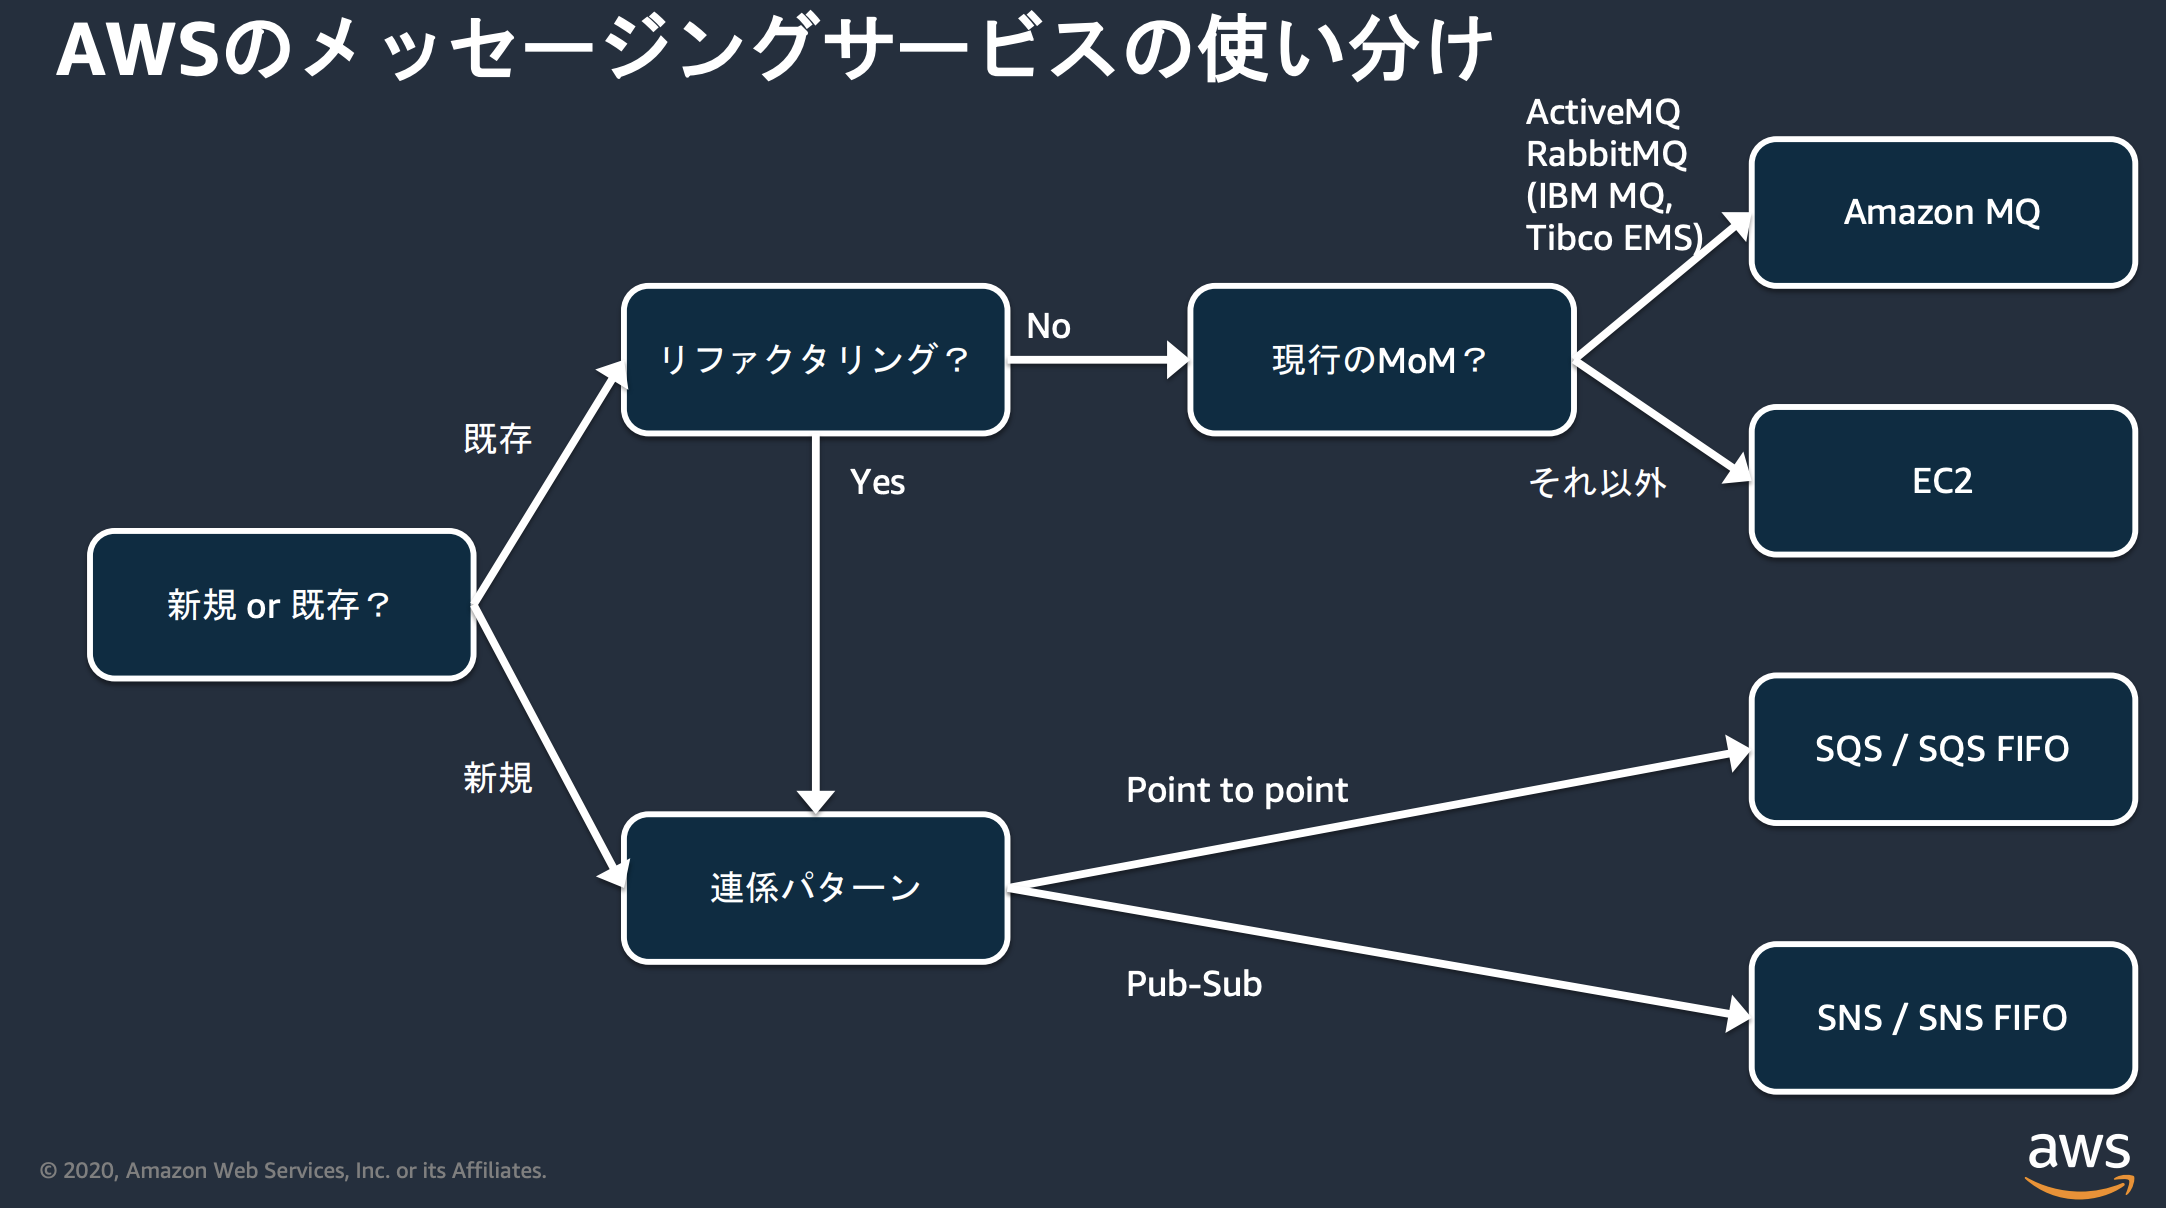 AWSのメッセージングサービスの使い分け
ActiveMQ
RabbitMQ
(IBM MQ,
Tibco EMS)
Amazon MQ
リファクタリング？
No
現行のMoM？
既存
Yes
それ以外
EC2
新規 or 既存？
新規
Point to point
SQS / SQS FIFO
連係パターン
Pub-Sub
SNS / SNS FIFO
© 2020, Amazon Web Services, Inc. or its Affiliates.
aws